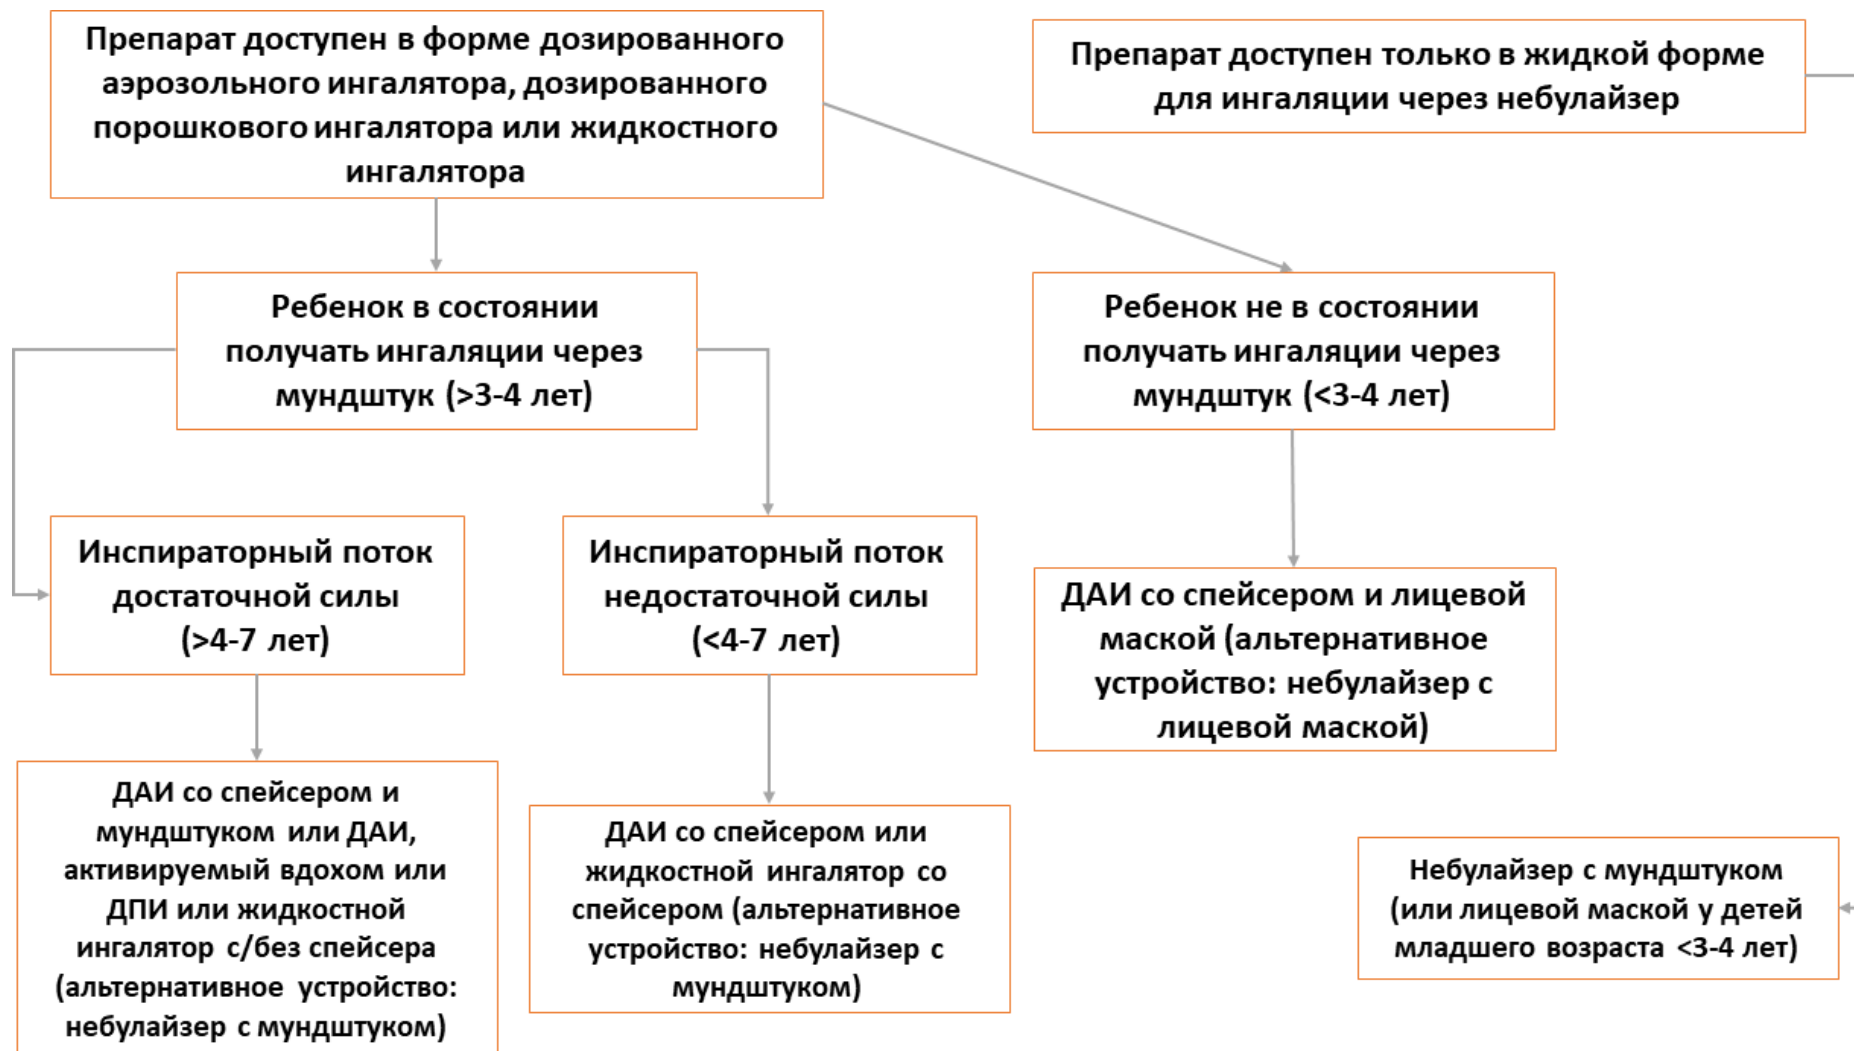 Препарат доступен в форме дозированного
аэрозольного ингалятора, дозированного
порошкового ингалятора или жидкостного
ингалятора
Препарат доступен только в жидкой форме
для ингаляции через небулайзер
Ребенок в состоянии
получать ингаляции через
мундштук (>3-4 лет)
Ребенок не в состоянии
получать ингаляции через
мундштук (<3-4 лет)
Инспираторный поток
достаточной силы
(>4-7 лет)
Инспираторный поток
недостаточной силы
(<4-7 лет)
ДАИ со спейсером и лицевой
маской (альтернативное
устройство: небулайзер с
лицевой маской)
ДАИ со спейсером и
мундштуком или ДАИ,
активируемый вдохом или
ДПИ или жидкостной
ингалятор с/без спейсера
(альтернативное устройство:
небулайзер с мундштуком)
ДАИ со спейсером или
жидкостной ингалятор со
спейсером (альтернативное
устройство: небулайзер с
мундштуком)
Небулайзер с мундштуком
(или лицевой маской у детей
младшего возраста <3-4 лет)